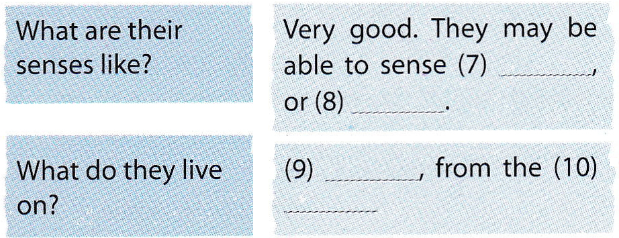 What are their
senses like?
Very good. They may be
able to sense (7) ________,
or (8) ________.
What do they live
on?
(9) ________, from the (10)
________